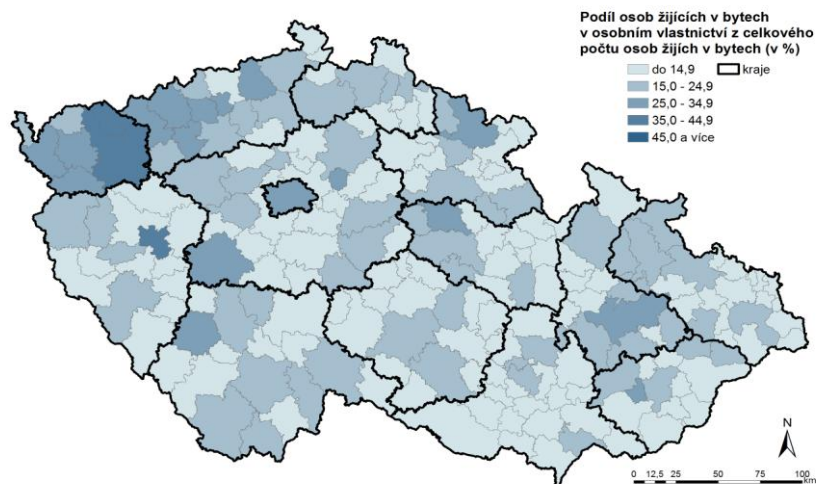 Podíl osob žijících v bytech
v osobním vlastnictví z celkového
počtu osob žijích v bytech (v %)
do 14,9 kraje
15,0 - 24,9
25,0 - 34,9
35,0 - 44,9
45,0 a více
N
0 12,5 25 50 75 100
km